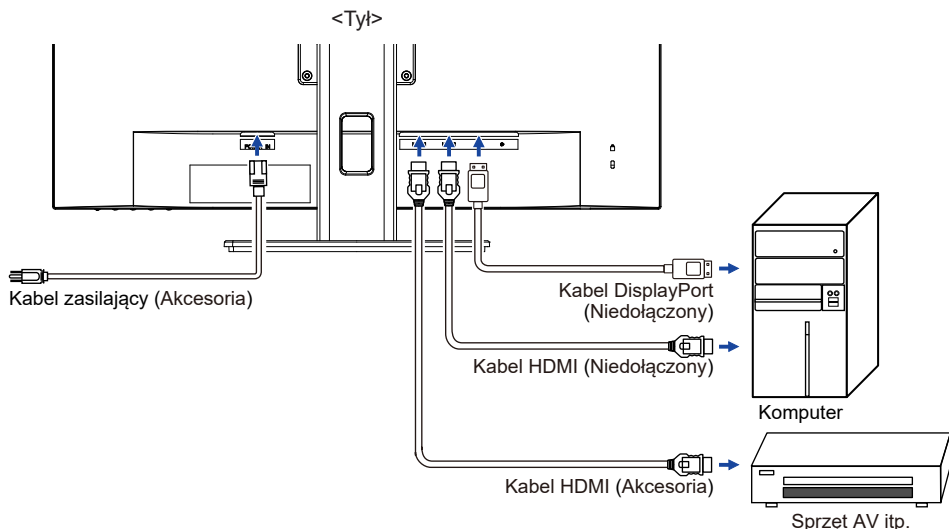 <Tył>
Kabel zasilający (Akcesoria)
Kabel DisplayPort
(Niedołączony)
Kabel HDMI (Niedołączony)
Komputer
Kabel HDMI (Akcesoria)
Sprzęt AV itp.